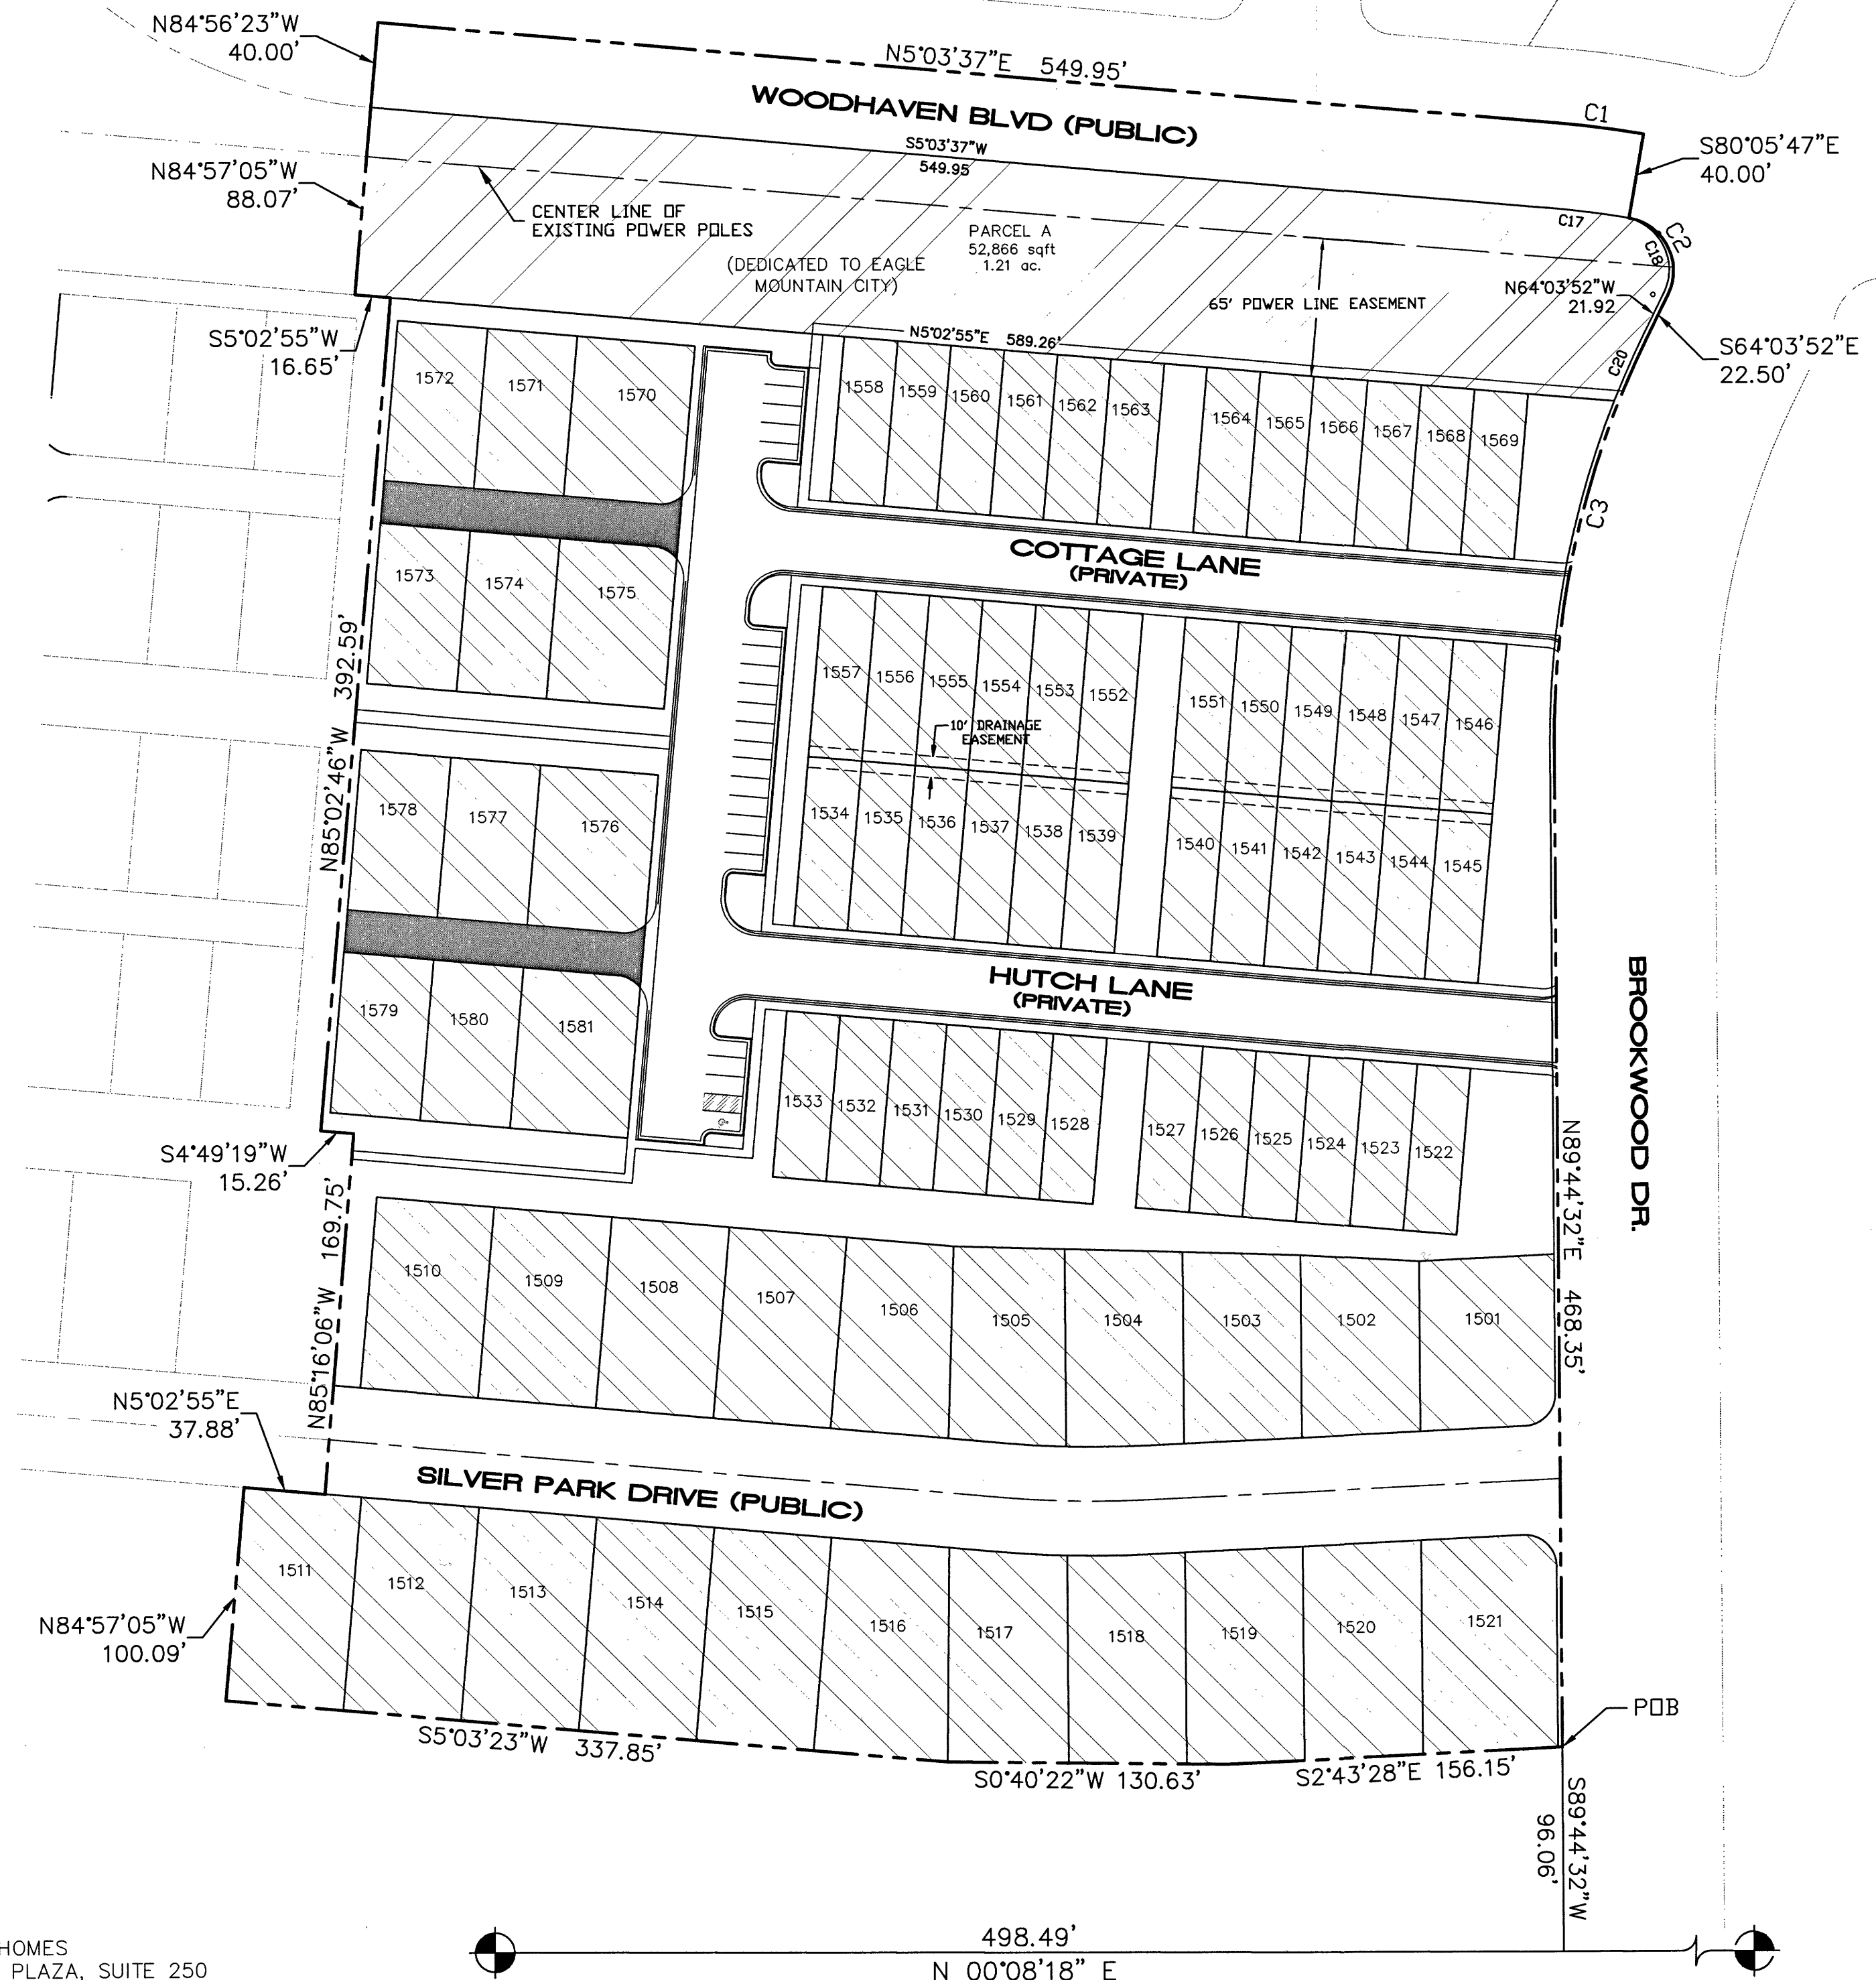 N84°56'23"W
40.00'
N5°03'37"E 549.95'
C1
WOODHAVEN BLVD (PUBLIC)
S80°05'47"E
40.00'
S5°03'37"W
549.95
N84°57'05"W
88.07'
CENTER LINE OF
EXISTING POWER POLES
PARCEL A
52,866 sqft
1.21 ac.
(DEDICATED TO EAGLE
MOUNTAIN CITY)
C17
C2
C18
65' POWER LINE EASEMENT
N64°03'52"W
21.92
S64°03'52"E
22.50'
C20
S5°02'55"W
16.65'
N5°02'55"E 589.26'
1572
1571
1570
1558
1559
1560
1561
1562
1563
1564
1565
1566
1567
1568
1569
C3
COTTAGE LANE
(PRIVATE)
1573
1574
1575
N85°02'46"W 392.59'
1557
1556
1555
1554
1553
1552
1551
1550
1549
1548
1547
1546
10' DRAINAGE
EASEMENT
1578
1577
1576
1534
1535
1536
1537
1538
1539
1540
1541
1542
1543
1544
1545
HUTCH LANE
(PRIVATE)
BROOKWOOD DR.
1579
1580
1581
1533
1532
1531
1530
1529
1528
1527
1526
1525
1524
1523
1522
S4°49'19"W
15.26'
N85°16'06"W 169.75'
N89°44'32"E 468.35'
1510
1509
1508
1507
1506
1505
1504
1503
1502
1501
N5°02'55"E
37.88'
SILVER PARK DRIVE (PUBLIC)
1511
1512
1513
1514
1515
1516
1517
1518
1519
1520
1521
N84°57'05"W
100.09'
POB
S5°03'23"W 337.85'
S0°40'22"W 130.63'
S2°43'28"E 156.15'
S89°44'32"W
96.06'
498.49'
N 00°08'18" E
HOMES
PLAZA, SUITE 250